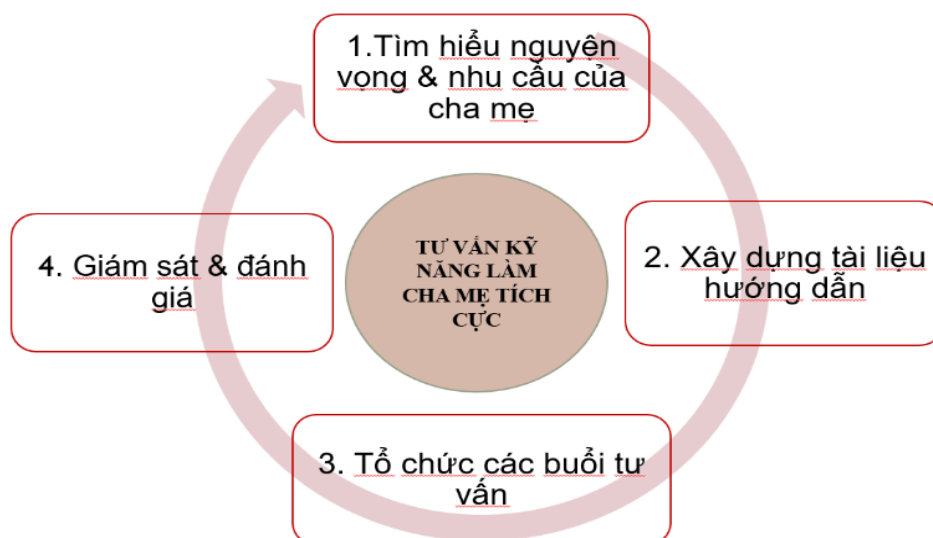 1.Tìm hiểu nguyện
vọng & nhu cầu của
cha mẹ
2. Xây dựng tài liệu
hướng dẫn
3. Tổ chức các buổi tư
vấn
4. Giám sát & đánh
giá
TƯ VẤN KỸ
NĂNG LÀM
CHA MẸ TÍCH
CỰC